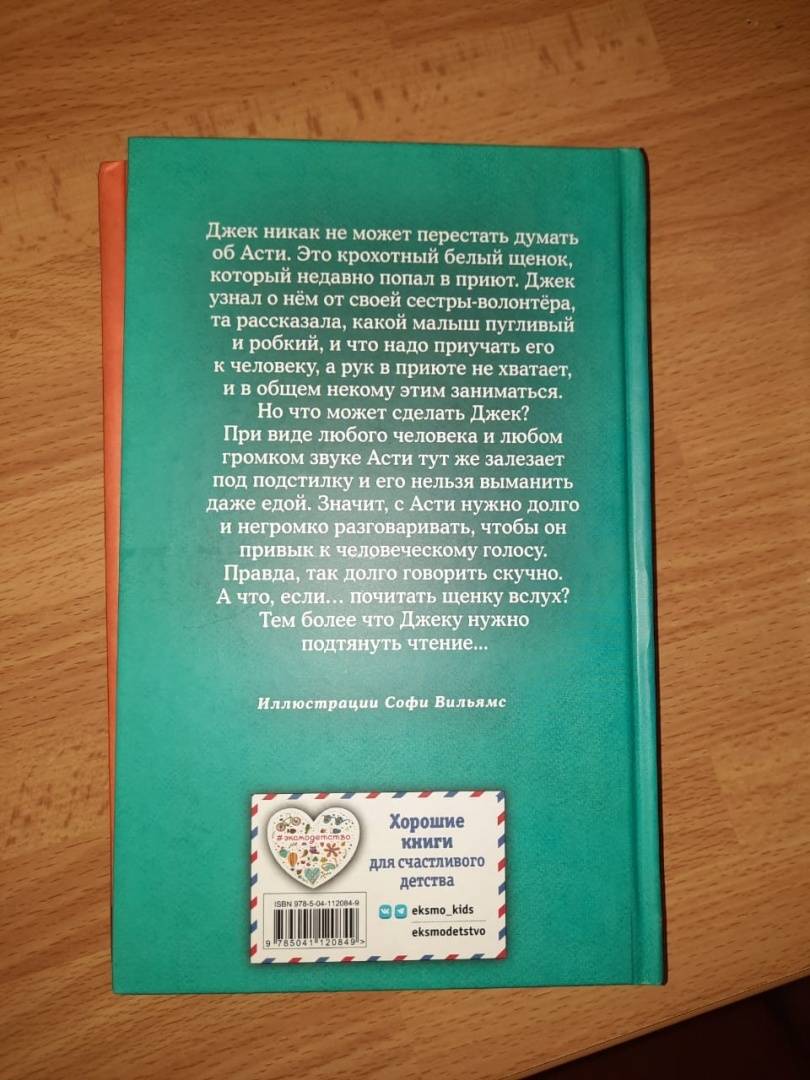 Джек никак не может перестать думать
об Асти. Это крохотный белый щенок,
который недавно попал в приют. Джек
узнал о нём от своей сестры-волонтёра,
та рассказала, какой малыш пугливый
и робкий, и что надо приучать его
к человеку, а рук в приюте не хватает,
и в общем некому этим заниматься.
Но что может сделать Джек?
При виде любого человека и любом
громком звуке Асти тут же залезает
под подстилку и его нельзя выманить
даже едой. Значит, с Асти нужно долго
и негромко разговаривать, чтобы он
привык к человеческому голосу.
Правда, так долго говорить скучно.
А что, если... почитать щенку вслух?
Тем более что Джеку нужно
подтянуть чтение...
Иллюстрации Софи Вильямс
#эксмодетство
Хорошие
книги
для счастливого
детства
ISBN 978-5-04-112084-9
9 785041 120849 >
eksmo_kids
eksmodetstvo